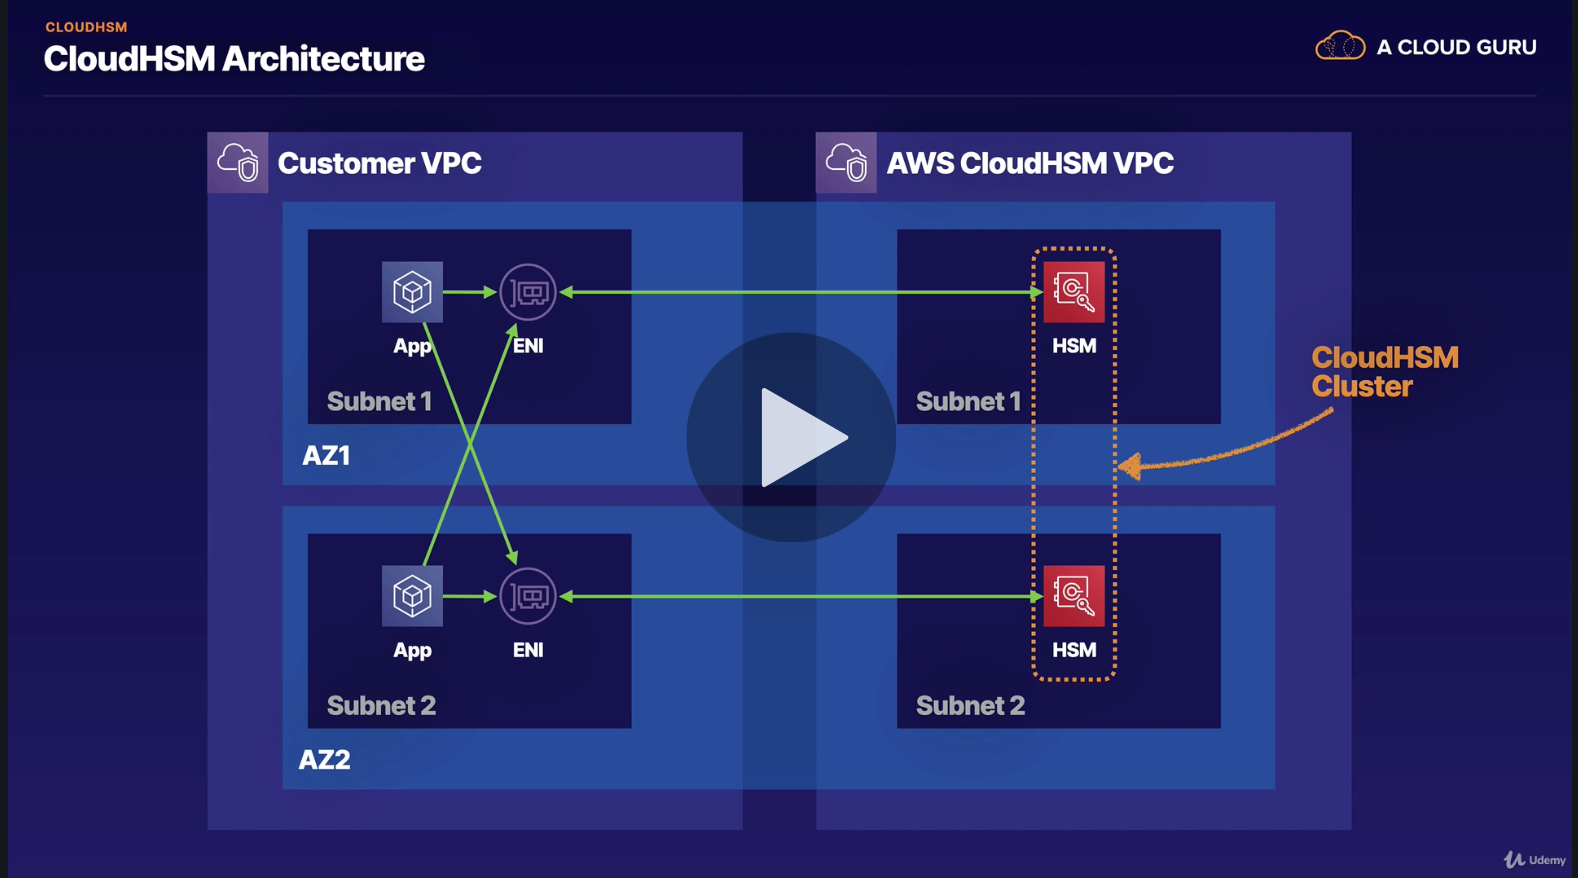 CLOUDHSM
CloudHSM Architecture
A CLOUD GURU
Customer VPC
AWS CloudHSM VPC
App
ENI
HSM
Subnet 1
Subnet 1
AZ1
CloudHSM
Cluster
App
ENI
HSM
Subnet 2
Subnet 2
AZ2
Udemy